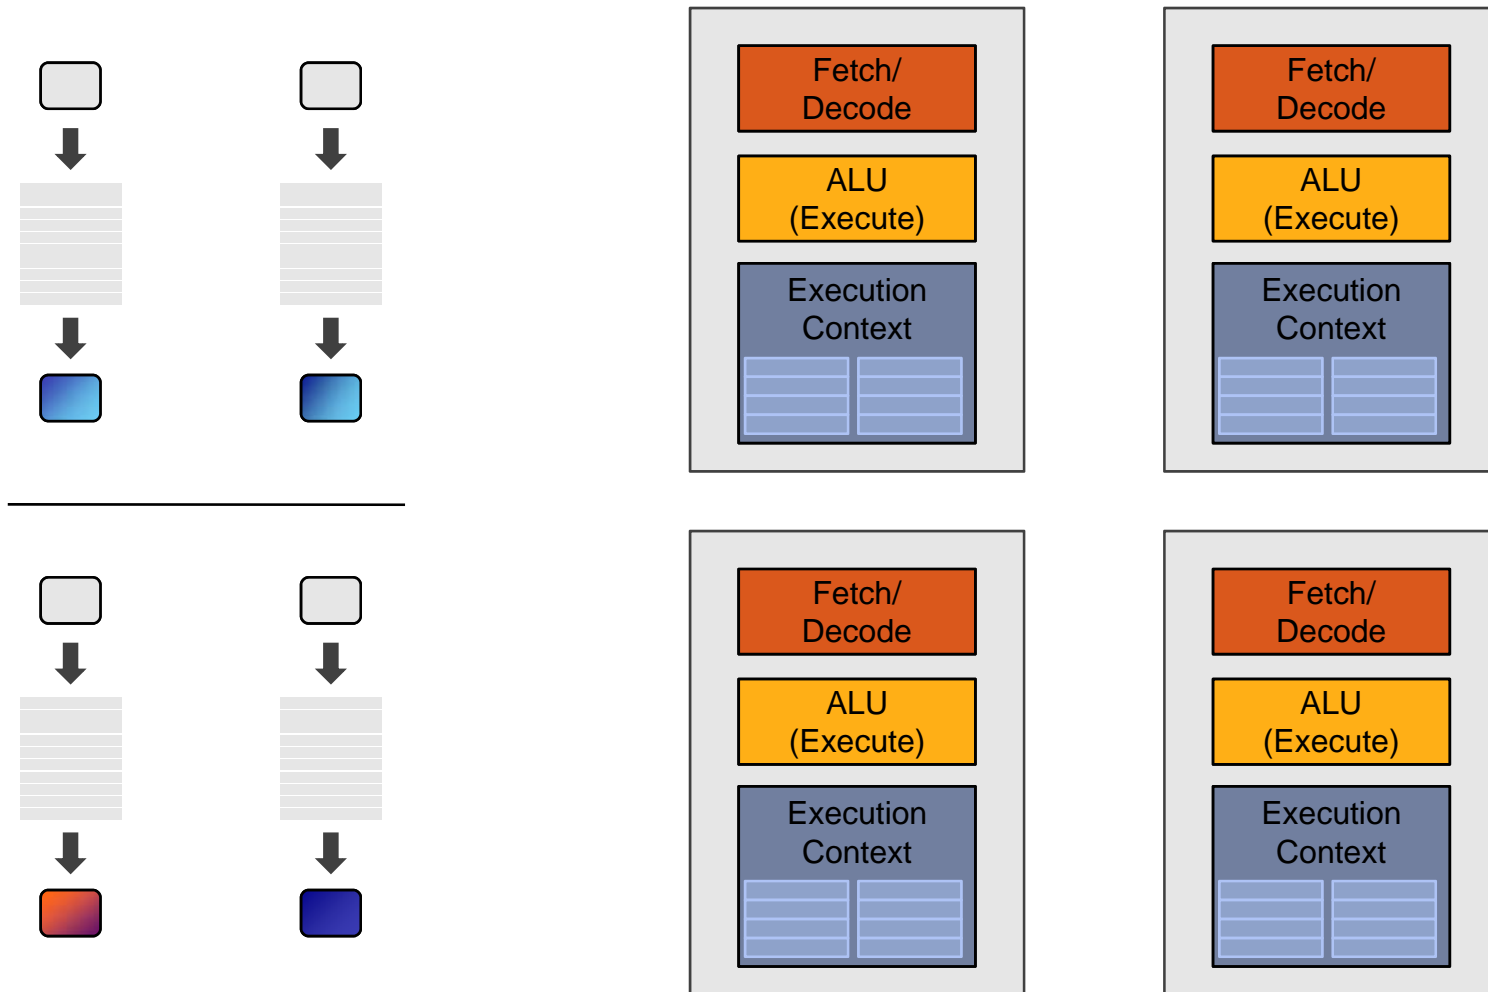 Fetch/
Decode
ALU
(Execute)
Execution
Context
Fetch/
Decode
ALU
(Execute)
Execution
Context
Fetch/
Decode
ALU
(Execute)
Execution
Context
Fetch/
Decode
ALU
(Execute)
Execution
Context